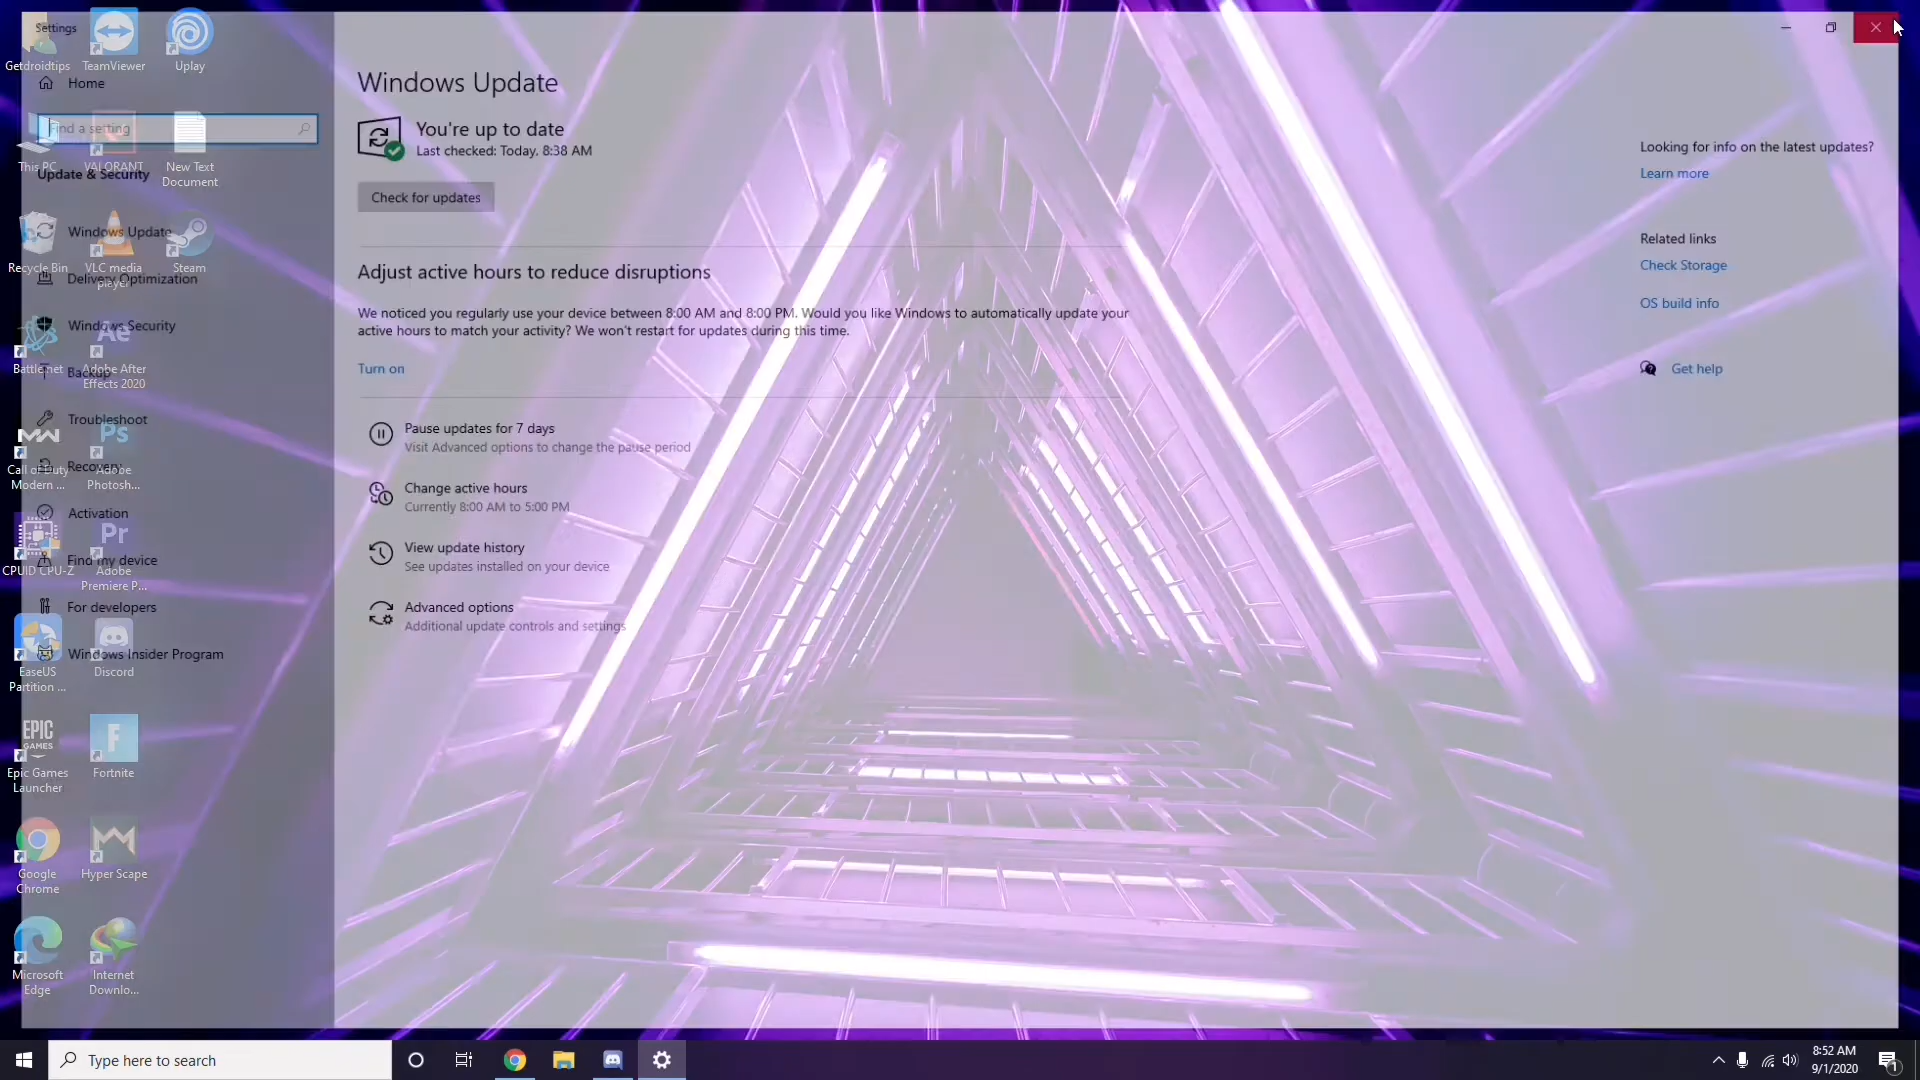 Settings
Home
Find a setting
Update & Security
Windows Update
Delivery Optimization
Windows Security
Backup
Troubleshoot
Recovery
Activation
Find my device
For developers
Windows Insider Program
Windows Update
You're up to date
Last checked: Today, 8:38 AM
Check for updates
Adjust active hours to reduce disruptions
We noticed you regularly use your device between 8:00 AM and 8:00 PM. Would you like Windows to automatically update your
active hours to match your activity? We won't restart for updates during this time.
Turn on
Pause updates for 7 days
Visit Advanced options to change the pause period
Change active hours
Currently 8:00 AM to 5:00 PM
View update history
See updates installed on your device
Advanced options
Additional update controls and settings
Looking for info on the latest updates?
Learn more
Related links
Check Storage
OS build info
Get help
Getdroidtips
TeamViewer
Uplay
This PC
VALORANT
New Text
Document
Recycle Bin
VLC media
player
Steam
Battle.net
Ae
Adobe After
Effects 2020
MW
Call of Duty
Modern ...
Ps
Adobe
Photosh...
CPUID CPU-Z
Pr
Adobe
Premiere P...
EaseUS
Partition ...
Discord
EPIC
GAMES
Epic Games
Launcher
F
Fortnite
Google
Chrome
Hyper Scape
Microsoft
Edge
Internet
Downlo...
Type here to search
8:52 AM
9/1/2020
1